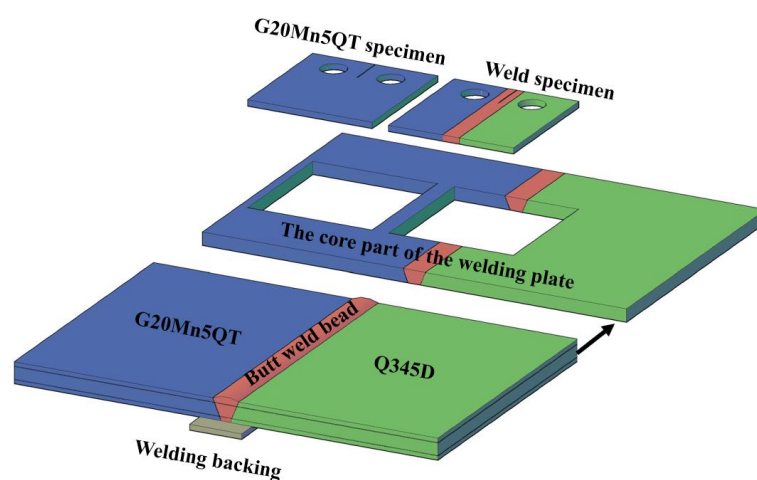 G20Mn5QT specimen
Weld specimen
The core part of the welding plate
G20Mn5QT
Butt weld bead
Q345D
Welding backing